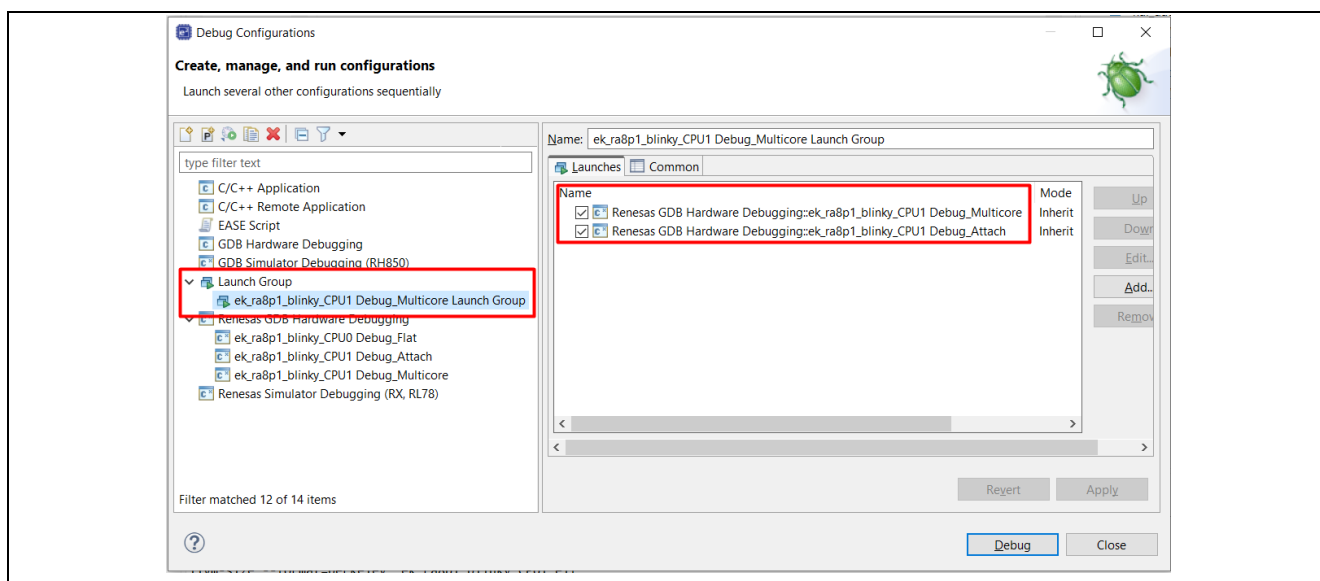 Debug Configurations
Create, manage, and run configurations
Launch several other configurations sequentially
type filter text
C/C++ Application
C/C++ Remote Application
EASE Script
GDB Hardware Debugging
GDB Simulator Debugging (RH850)
Launch Group
ek_ra8p1_blinky_CPU1 Debug_Multicore Launch Group
Renesas GDB Hardware Debugging
ek_ra8p1_blinky_CPU0 Debug_Flat
ek_ra8p1_blinky_CPU1 Debug_Attach
ek_ra8p1_blinky_CPU1 Debug_Multicore
Renesas Simulator Debugging (RX, RL78)
Filter matched 12 of 14 items
Name: ek_ra8p1_blinky_CPU1 Debug_Multicore Launch Group
Launches Common
Name Mode
Renesas GDB Hardware Debugging::ek_ra8p1_blinky_CPU1 Debug_Multicore Inherit
Renesas GDB Hardware Debugging::ek_ra8p1_blinky_CPU1 Debug_Attach Inherit
Up
Down
Edit..
Add..
Remov
Revert Apply
Debug Close